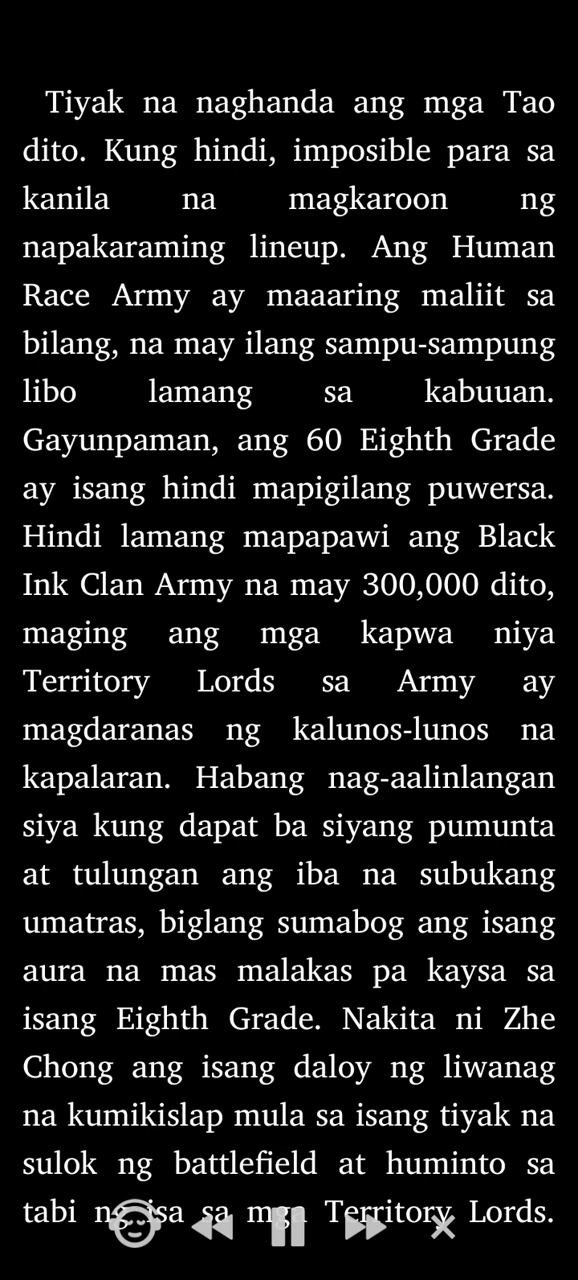 Tiyak na naghanda ang mga Tao
dito. Kung hindi, imposible para sa
kanila na magkaroon ng
napakaraming lineup. Ang Human
Race Army ay maaaring maliit sa
bilang, na may ilang sampu-sampung
libo lamang sa kabuuan.
Gayunpaman, ang 60 Eighth Grade
ay isang hindi mapigilang puwersa.
Hindi lamang mapapawi ang Black
Ink Clan Army na may 300,000 dito,
maging ang mga kapwa niya
Territory Lords sa Army ay
magdaranas ng kalunos-lunos na
kapalaran. Habang nag-aalinlangan
siya kung dapat ba siyang pumunta
at tulungan ang iba na subukang
umatras, biglang sumabog ang isang
aura na mas malakas pa kaysa sa
isang Eighth Grade. Nakita ni Zhe
Chong ang isang daloy ng liwanag
na kumikislap mula sa isang tiyak na
sulok ng battlefield at huminto sa
tabi ng isa sa mga Territory Lords.